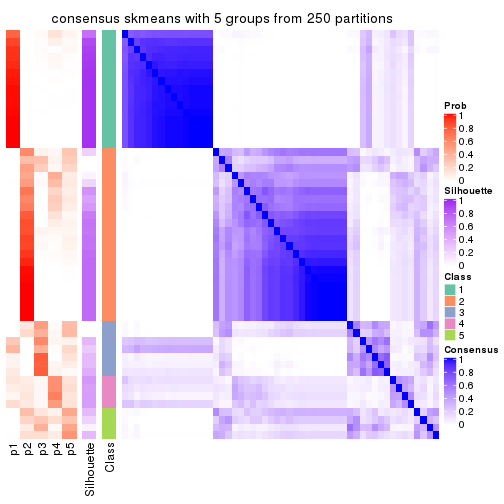 consensus skmeans with 5 groups from 250 partitions
Prob
1
0.8
0.6
0.4
0.2
0
Silhouette
1
0.8
0.6
0.4
0.2
0
Class
1
2
3
4
5
Consensus
1
0.8
0.6
0.4
0.2
0
p1
p2
p3
p4
p5
Silhouette
Class